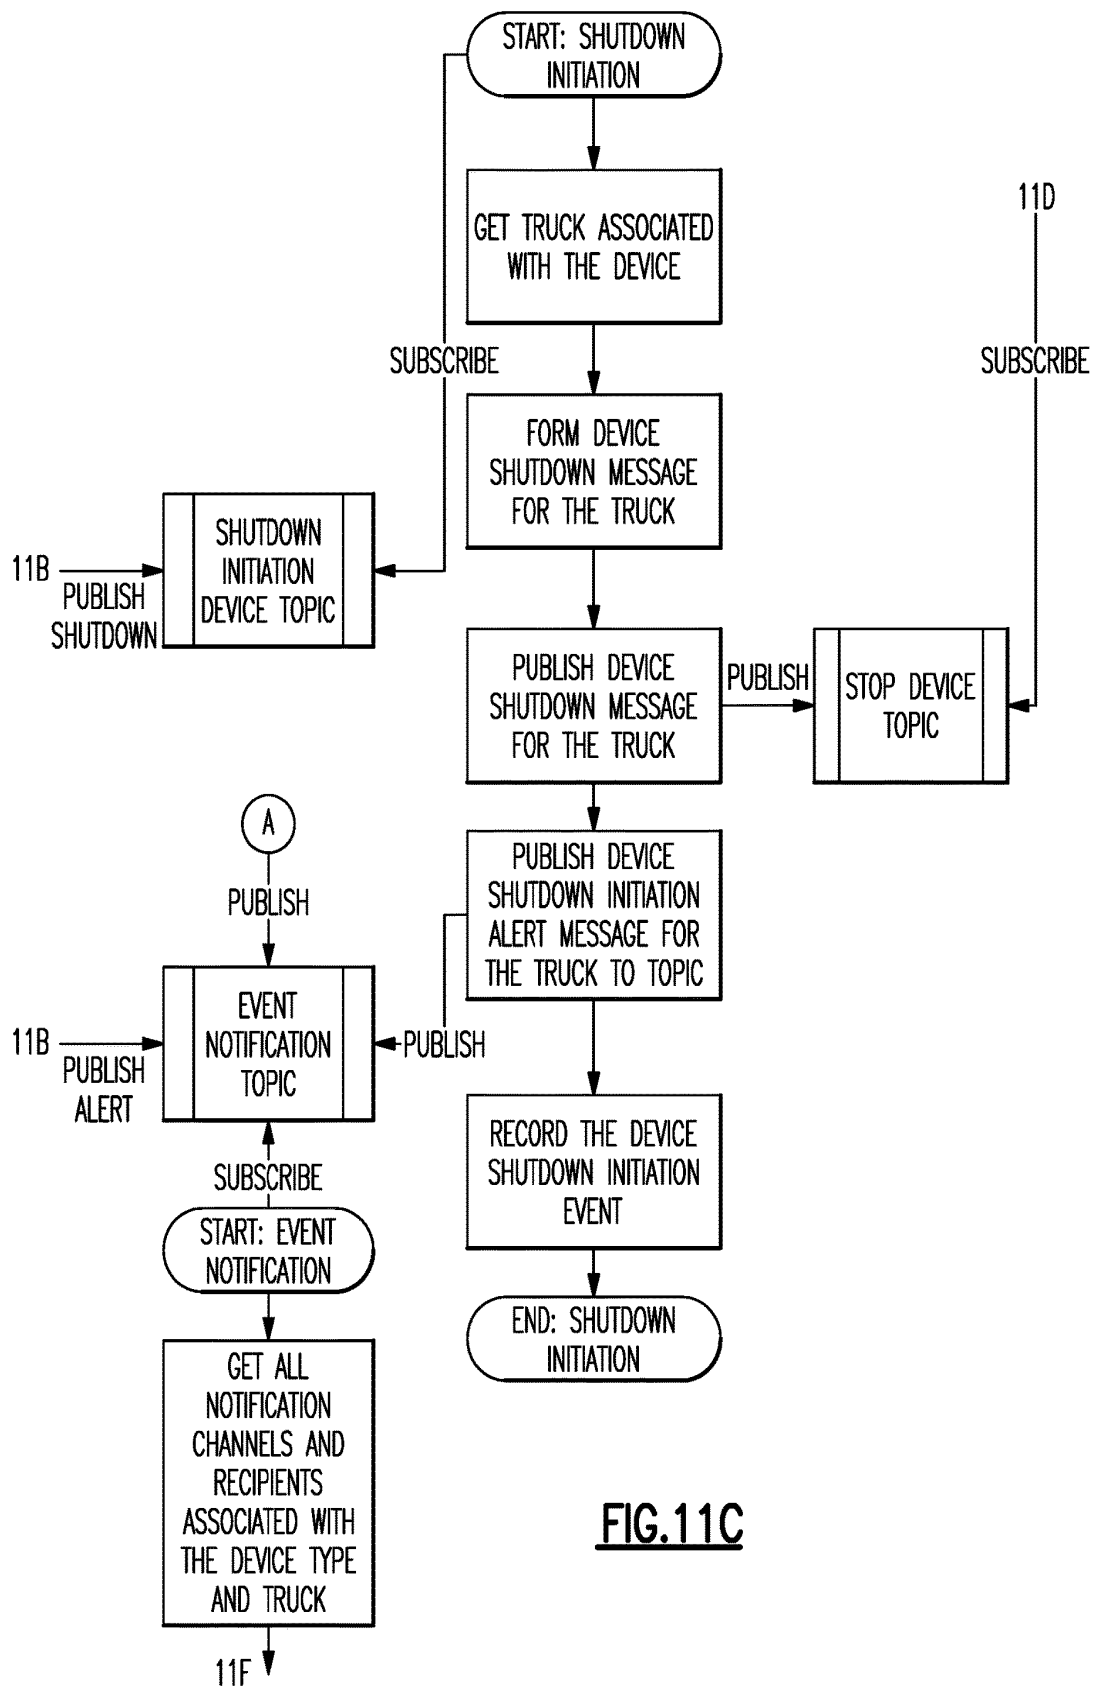 START: SHUTDOWN
INITIATION
GET TRUCK ASSOCIATED
WITH THE DEVICE
11D
SUBSCRIBE
SUBSCRIBE
FORM DEVICE
SHUTDOWN MESSAGE
FOR THE TRUCK
SHUTDOWN
INITIATION
DEVICE TOPIC
11B
PUBLISH
SHUTDOWN
PUBLISH DEVICE
SHUTDOWN MESSAGE
FOR THE TRUCK
PUBLISH
STOP DEVICE
TOPIC
A
PUBLISH
PUBLISH DEVICE
SHUTDOWN INITIATION
ALERT MESSAGE FOR
THE TRUCK TO TOPIC
EVENT
NOTIFICATION
TOPIC
11B
PUBLISH
ALERT
PUBLISH
RECORD THE DEVICE
SHUTDOWN INITIATION
EVENT
SUBSCRIBE
START: EVENT
NOTIFICATION
END: SHUTDOWN
INITIATION
GET ALL
NOTIFICATION
CHANNELS AND
RECIPIENTS
ASSOCIATED WITH
THE DEVICE TYPE
AND TRUCK
11F
FIG.11C